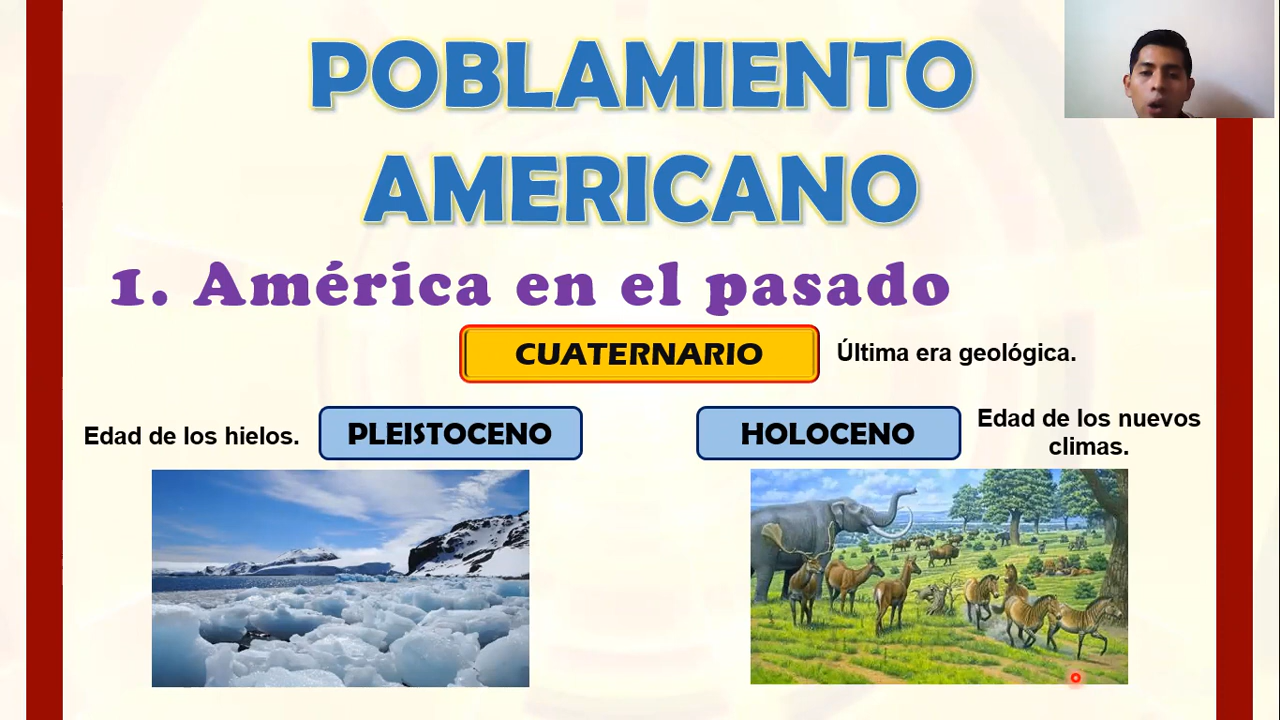 POBLAMIENTO
AMERICANO
1. América en el pasado
CUATERNARIO
Última era geológica.
Edad de los hielos.
PLEISTOCENO
HOLOCENO
Edad de los nuevos
climas.